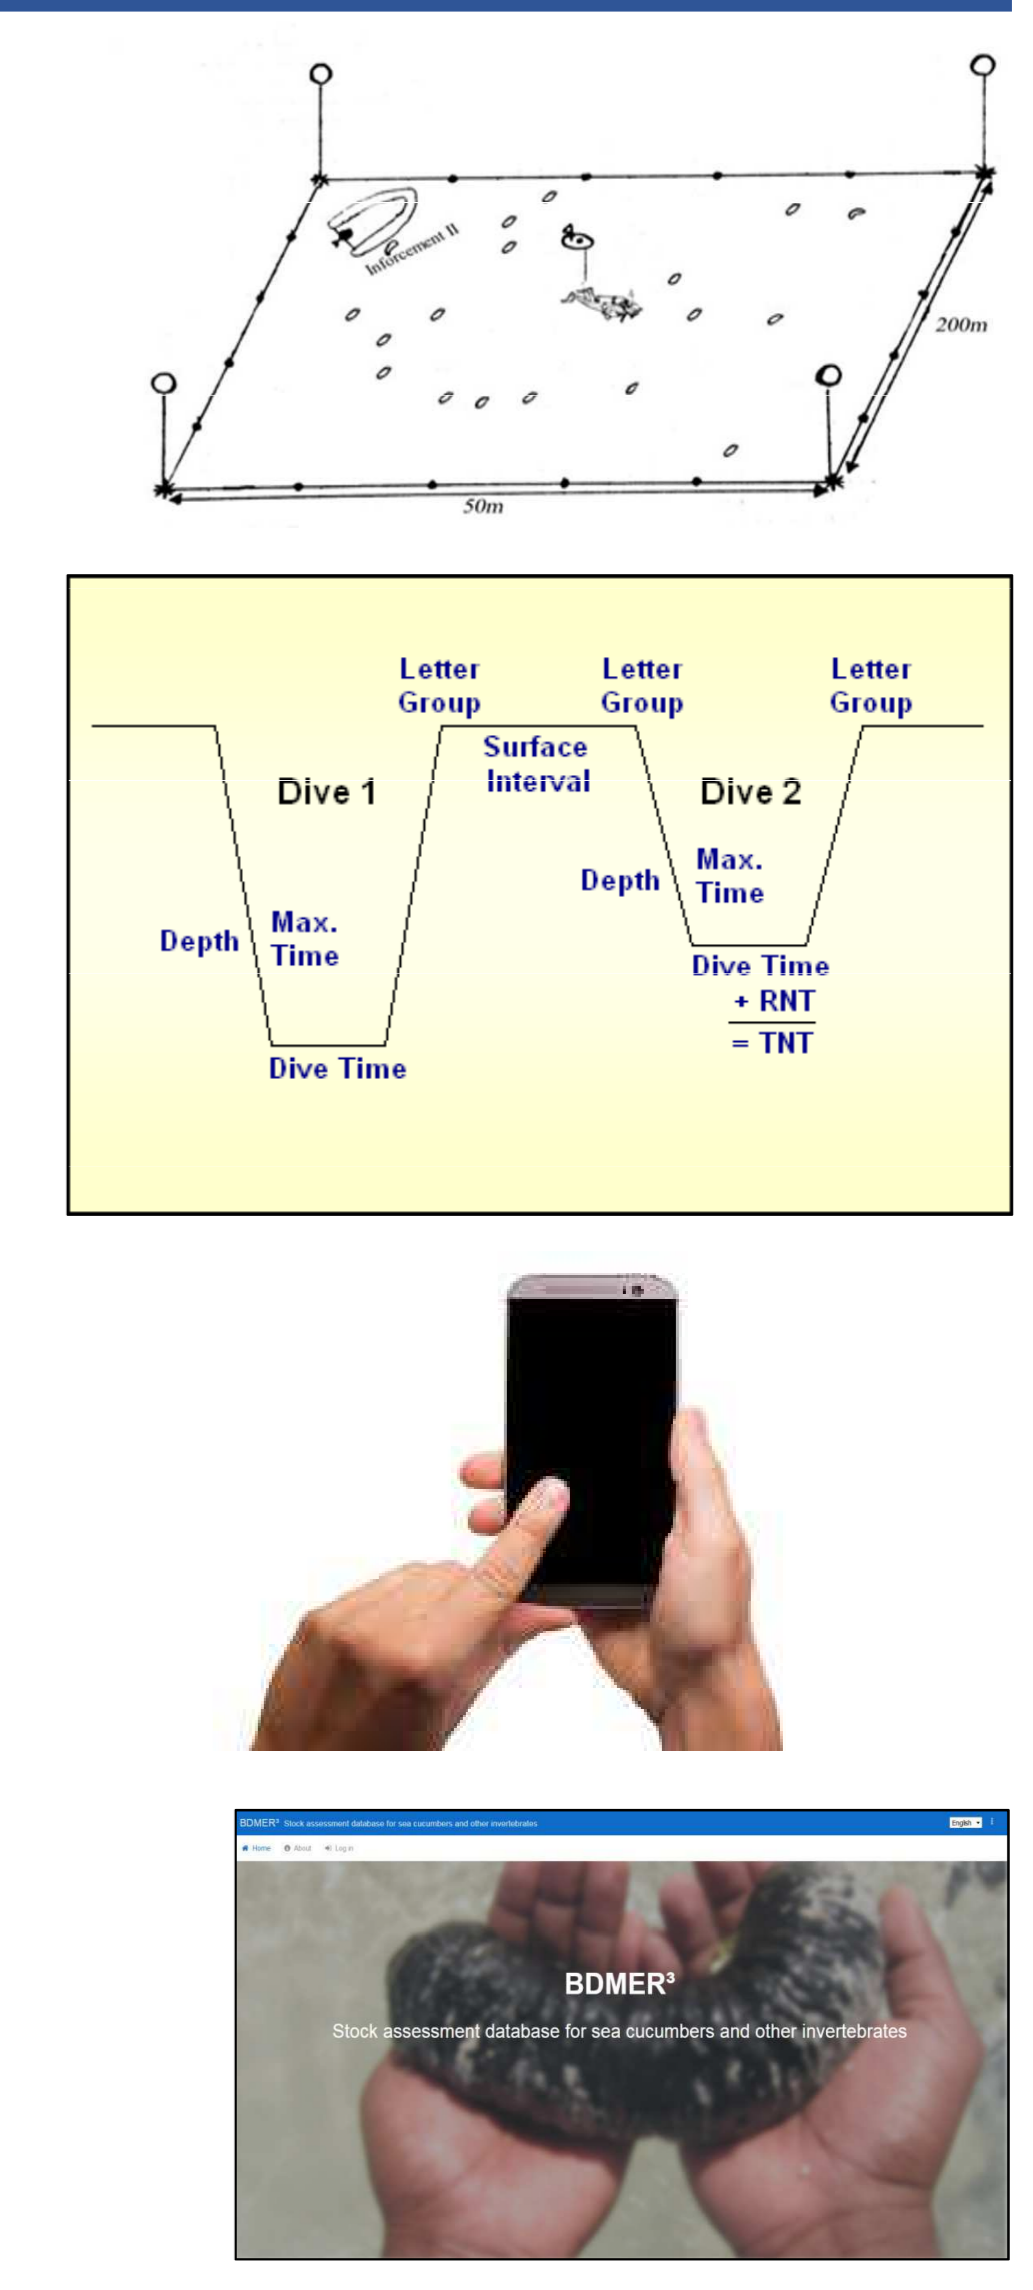 Inforcement II
200m
50m
Letter Group
Letter Group
Letter Group
Surface Interval
Dive 1
Dive 2
Depth
Max. Time
Depth
Max. Time
Dive Time
+ RNT
= TNT
Dive Time
BDMER³ Stock assessment database for sea cucumbers and other invertebrates
English
Home About Log in
BDMER³
Stock assessment database for sea cucumbers and other invertebrates